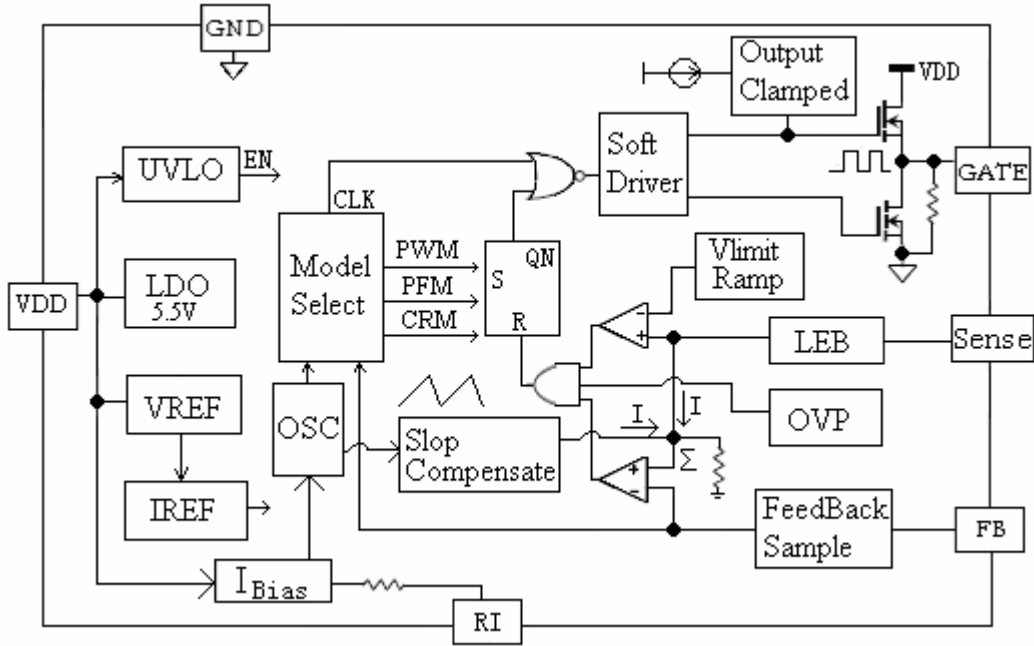 GND
Output
Clamped
VDD
UVLO
EN
Soft
Driver
GATE
CLK
Model
Select
PWM
PFM
CRM
S
QN
R
Vlimit
Ramp
VDD
LDO
5.5V
-
+
LEB
Sense
VREF
OSC
Slop
Compensate
I
I
OVP
Σ
+
-
IREF
FeedBack
Sample
FB
I Bias
RI